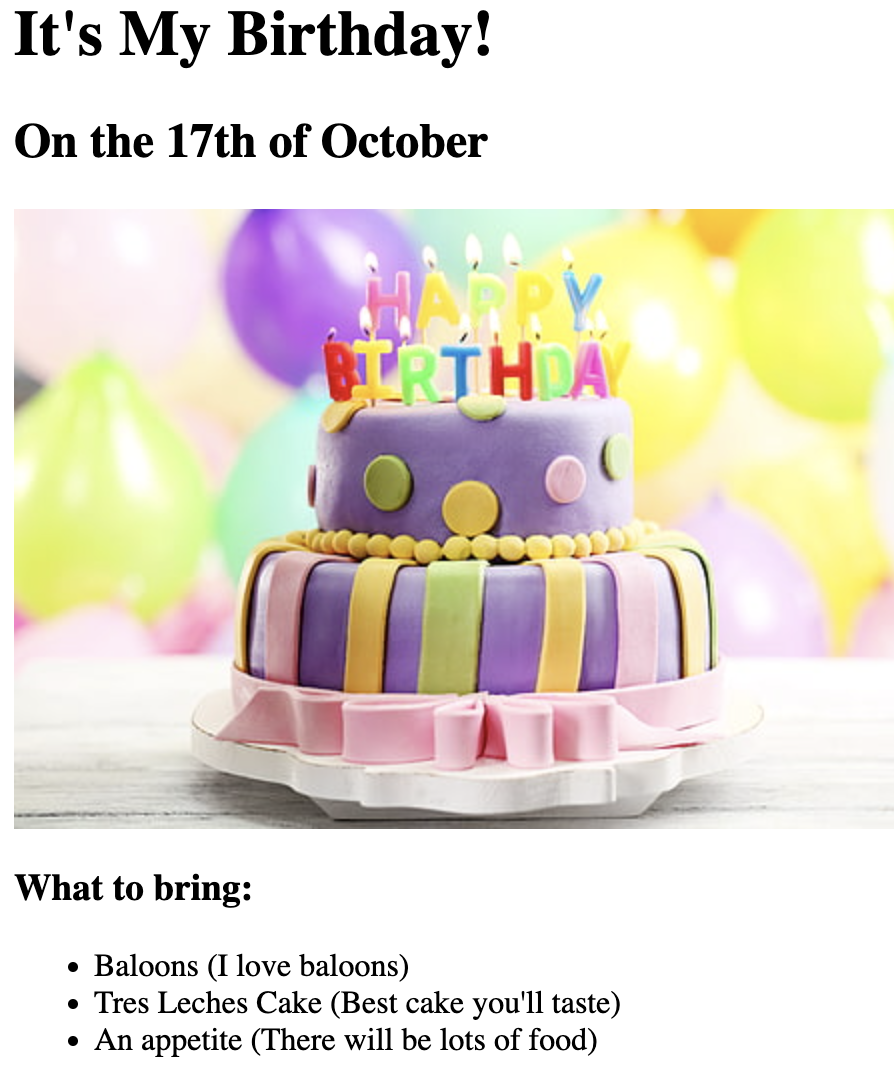 It's My Birthday!
On the 17th of October
HAPPY
BIRTHDAY
What to bring:
Baloons (I love baloons)
Tres Leches Cake (Best cake you'll taste)
An appetite (There will be lots of food)